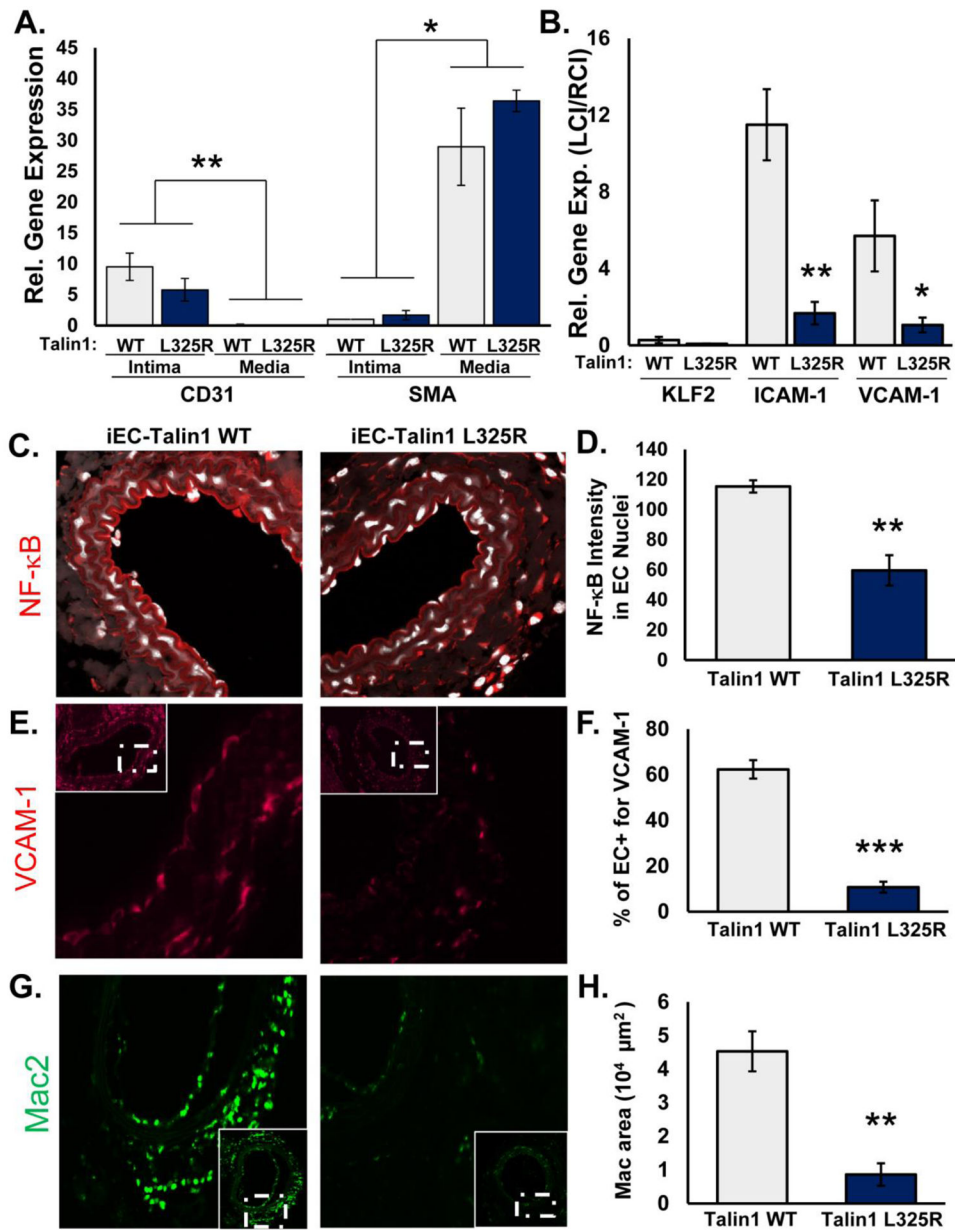 A.
Rel. Gene Expression
45
40
35
30
25
20
15
10
5
0
**
*
Talin1: WT L325R WT L325R WT L325R WT L325R
Intima Media Intima Media
CD31 SMA
B.
Rel. Gene Exp. (LCI/RCI)
16
12
8
4
0
**
*
Talin1: WT L325R WT L325R WT L325R
KLF2 ICAM-1 VCAM-1
C.
iEC-Talin1 WT iEC-Talin1 L325R
NF-κB
D.
NF-κB Intensity
in EC Nuclei
140
120
100
80
60
40
20
0
**
Talin1 WT Talin1 L325R
E.
VCAM-1
F.
% of EC+ for VCAM-1
80
60
40
20
0
***
Talin1 WT Talin1 L325R
G.
Mac2
H.
Mac area (10⁴ µm²)
6
5
4
3
2
1
0
**
Talin1 WT Talin1 L325R